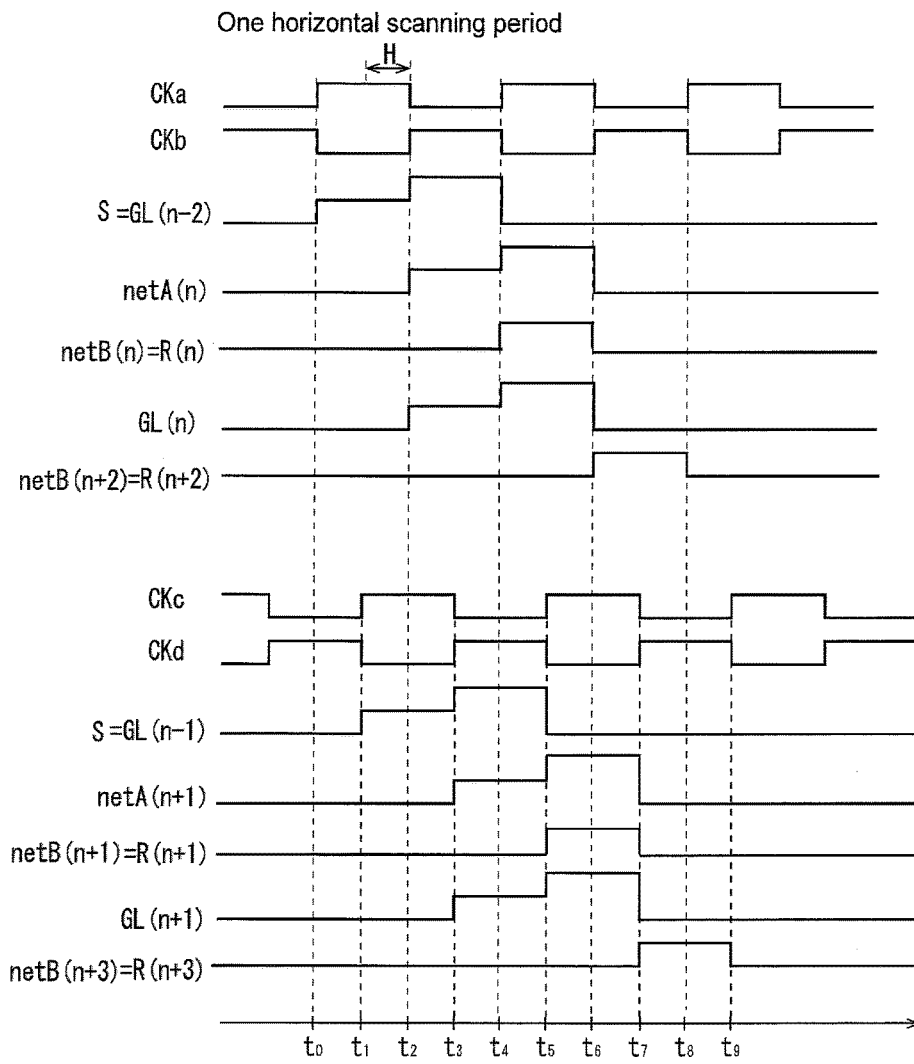 One horizontal scanning period
H
CKa
CKb
S=GL(n-2)
netA(n)
netB(n)=R(n)
GL(n)
netB(n+2)=R(n+2)
CKc
CKd
S=GL(n-1)
netA(n+1)
netB(n+1)=R(n+1)
GL(n+1)
netB(n+3)=R(n+3)
t0 t1 t2 t3 t4 t5 t6 t7 t8 t9